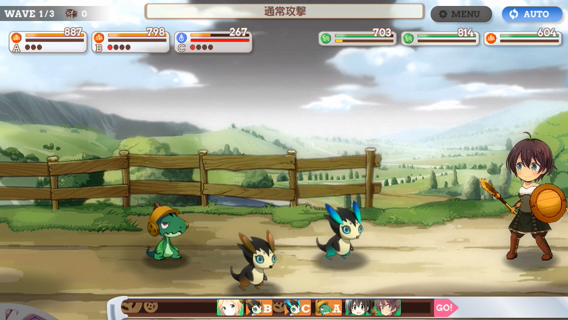 WAVE 1/3
0
通常攻撃
MENU
AUTO
887
798
267
703
814
604
A
B
C
B
C
A
GO!